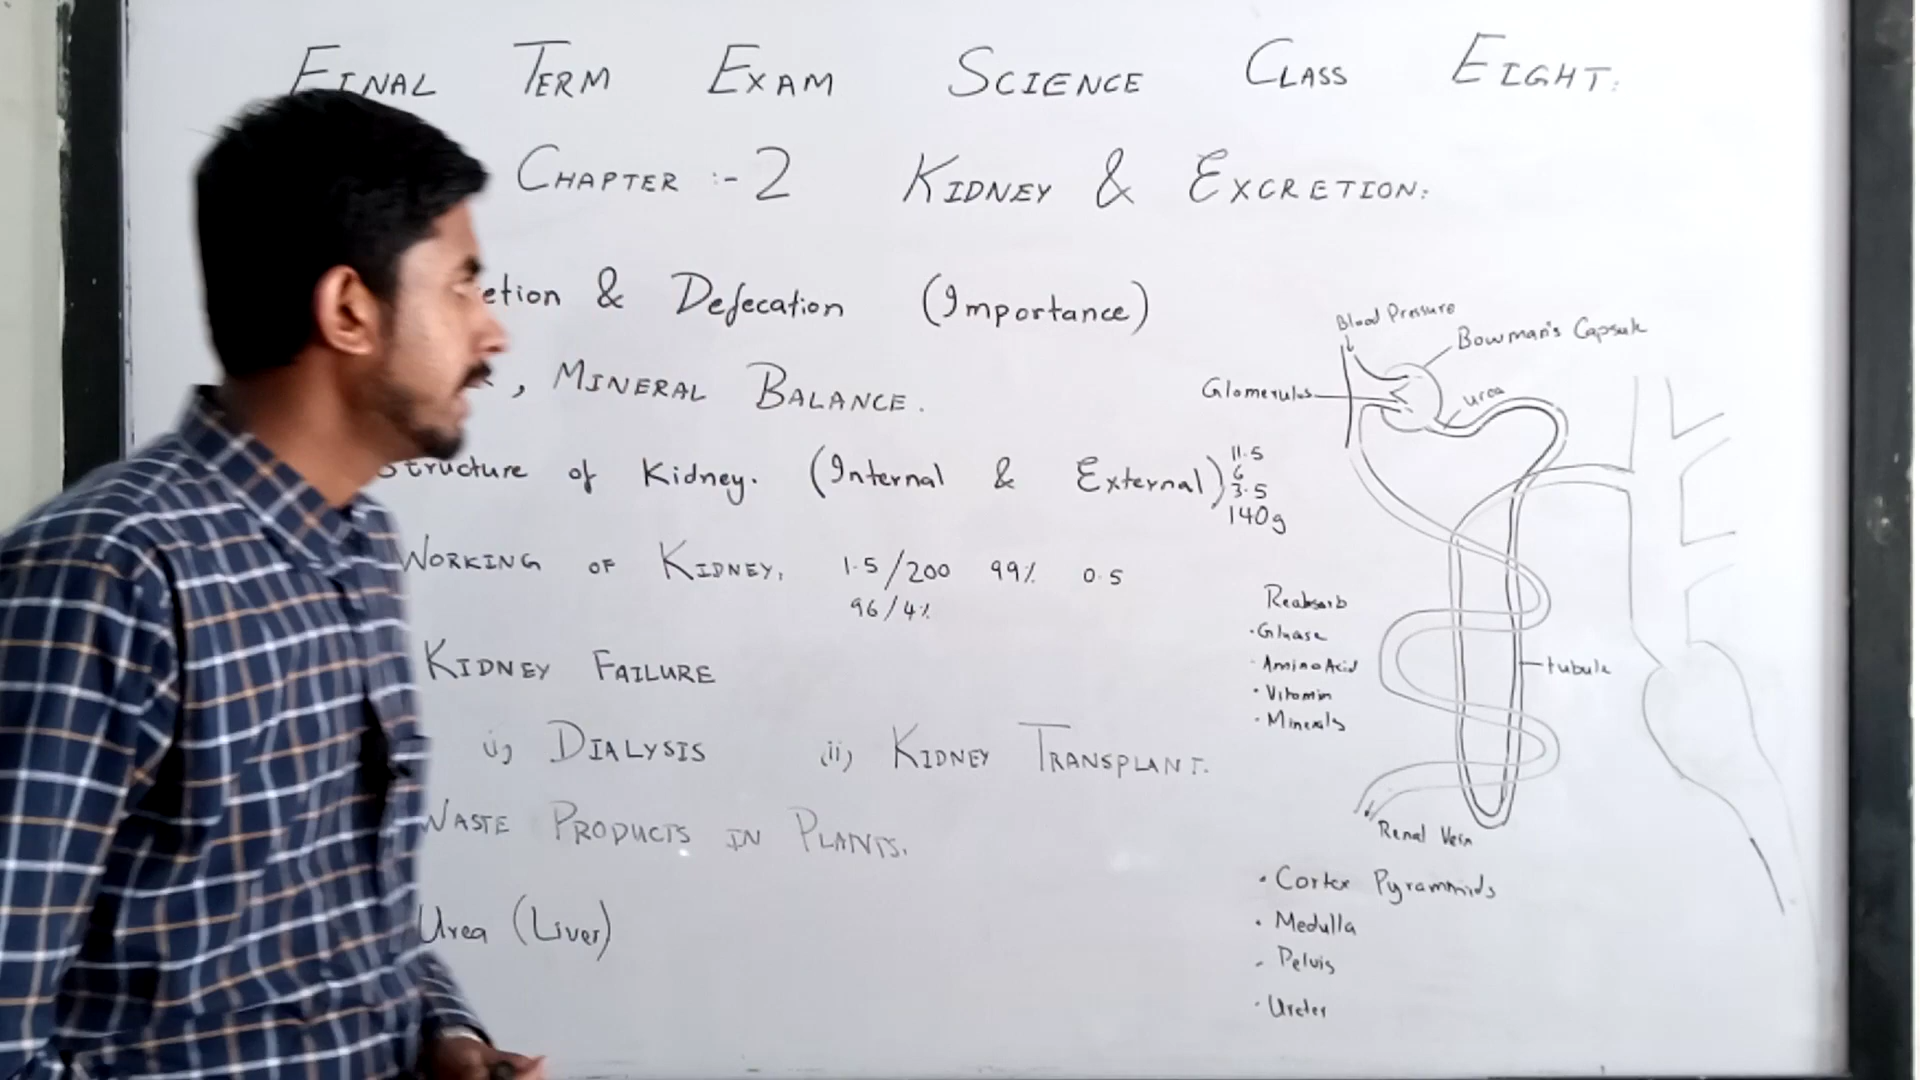 FINAL TERM EXAM SCIENCE CLASS EIGHT.
CHAPTER :- 2 KIDNEY & EXCRETION.
etion & Defecation (Importance)
, MINERAL BALANCE.
Structure of Kidney. (Internal & External)
11.5
6
3.5
140g
WORKING OF KIDNEY. 1.5/200 99% 0.5
96/4%
KIDNEY FAILURE
i) DIALYSIS ii) KIDNEY TRANSPLANT.
WASTE PRODUCTS IN PLANTS.
Urea (Liver)
Blood Pressure
Bowman's Capsule
Glomerulus
urea
Reabsorb
· Gluase
· Amino Acid
· Vitamin
· Minerals
tubule
Renal Vein
· Cortex Pyrammids
· Medulla
- Pelvis
· Ureter